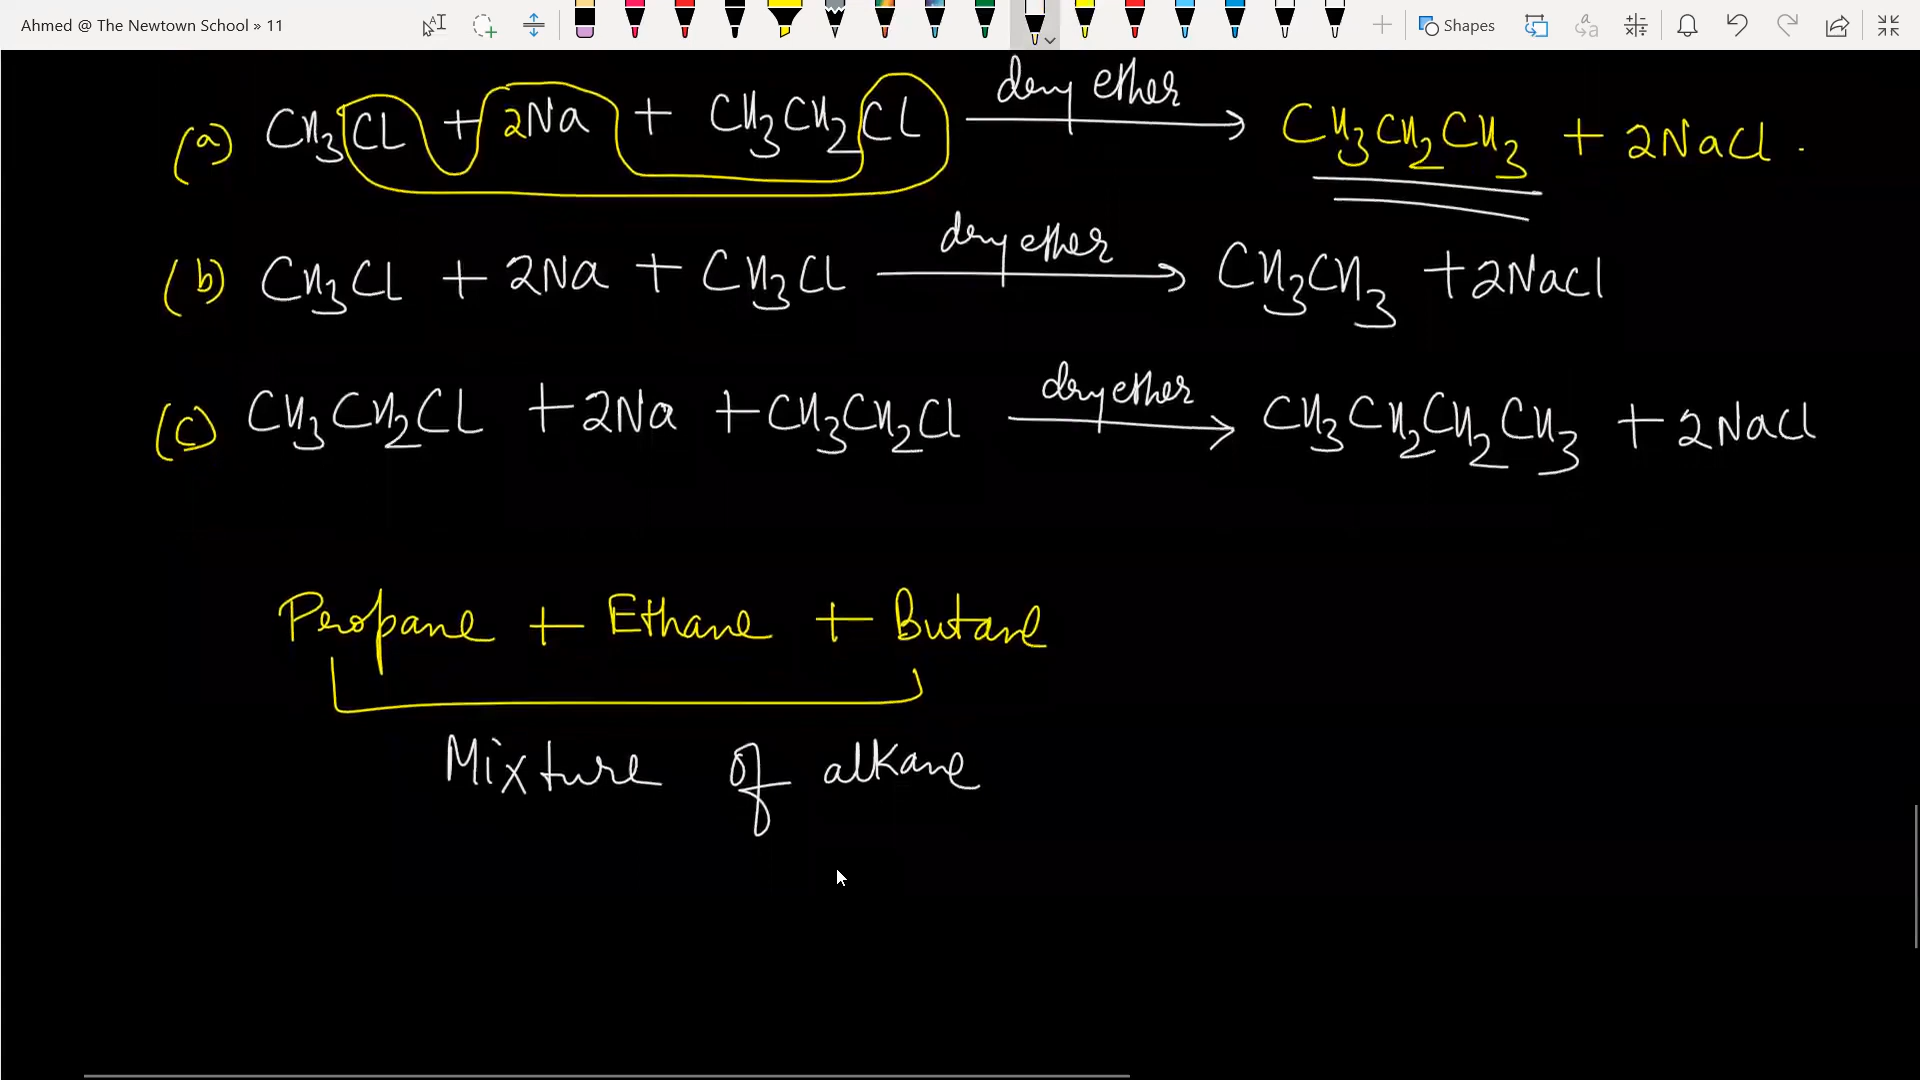 Ahmed @ The Newtown School » 11
Shapes
(a) CH₃Cl + 2Na + CH₃CH₂Cl dry ether → CH₃CH₂CH₃ + 2NaCl.
(b) CH₃Cl + 2Na + CH₃Cl dry ether → CH₃CH₃ + 2NaCl
(c) CH₃CH₂Cl + 2Na + CH₃CH₂Cl dry ether → CH₃CH₂CH₂CH₃ + 2NaCl
Propane + Ethane + Butane
Mixture of alkane